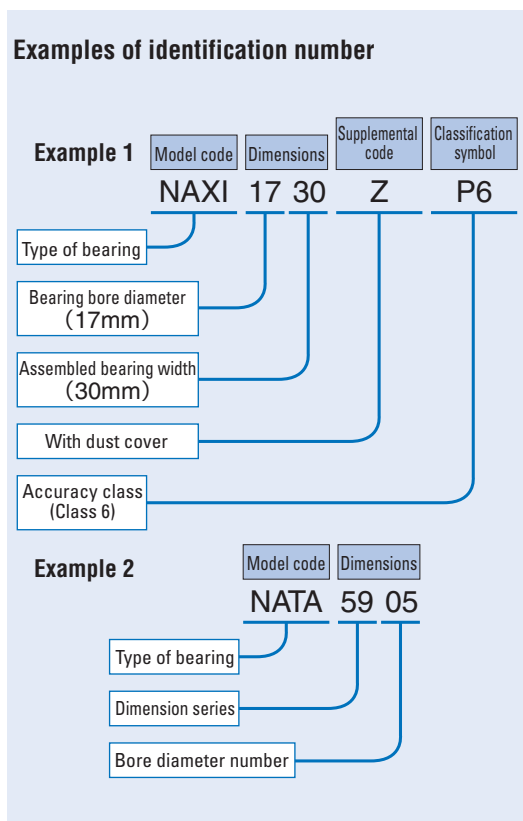 Examples of identification number
Example 1
Model code
Dimensions
Supplemental
code
Classification
symbol
NAXI 17 30 Z P6
Type of bearing
Bearing bore diameter
（17mm）
Assembled bearing width
（30mm）
With dust cover
Accuracy class
(Class 6)
Example 2
Model code
Dimensions
NATA 59 05
Type of bearing
Dimension series
Bore diameter number